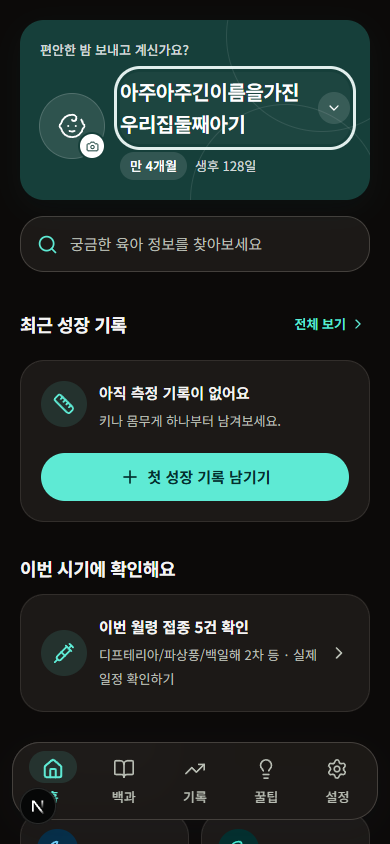 편안한 밤 보내고 계신가요?
아주아주긴이름을가진
우리집둘째아기
만 4개월 생후 128일
궁금한 육아 정보를 찾아보세요
최근 성장 기록 전체 보기
아직 측정 기록이 없어요
키나 몸무게 하나부터 남겨보세요.
첫 성장 기록 남기기
이번 시기에 확인해요
이번 월령 접종 5건 확인
디프테리아/파상풍/백일해 2차 등 · 실제
일정 확인하기
백과 기록 꿀팁 설정
N